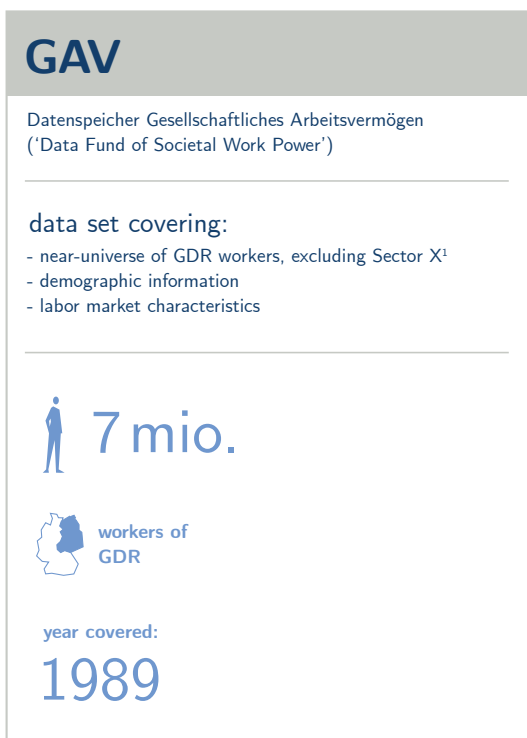 GAV
Datenspeicher Gesellschaftliches Arbeitsvermögen
(‘Data Fund of Societal Work Power’)
data set covering:
- near-universe of GDR workers, excluding Sector X¹
- demographic information
- labor market characteristics
7 mio.
workers of
GDR
year covered:
1989